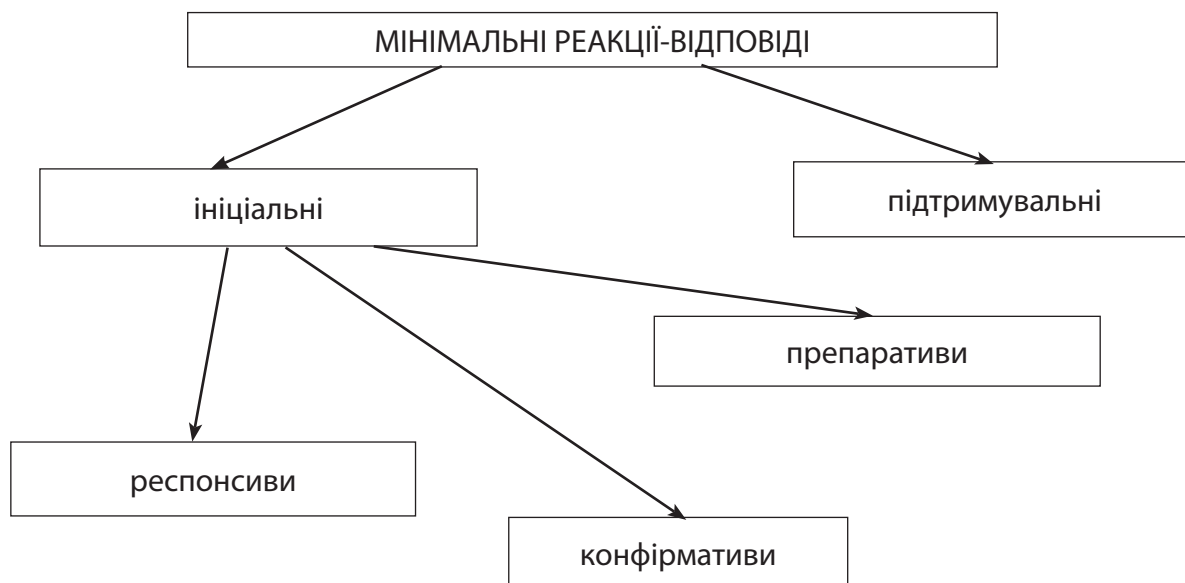 МІНІМАЛЬНІ РЕАКЦІЇ-ВІДПОВІДІ
ініціальні
підтримувальні
препаративи
респонсиви
конфірмативи